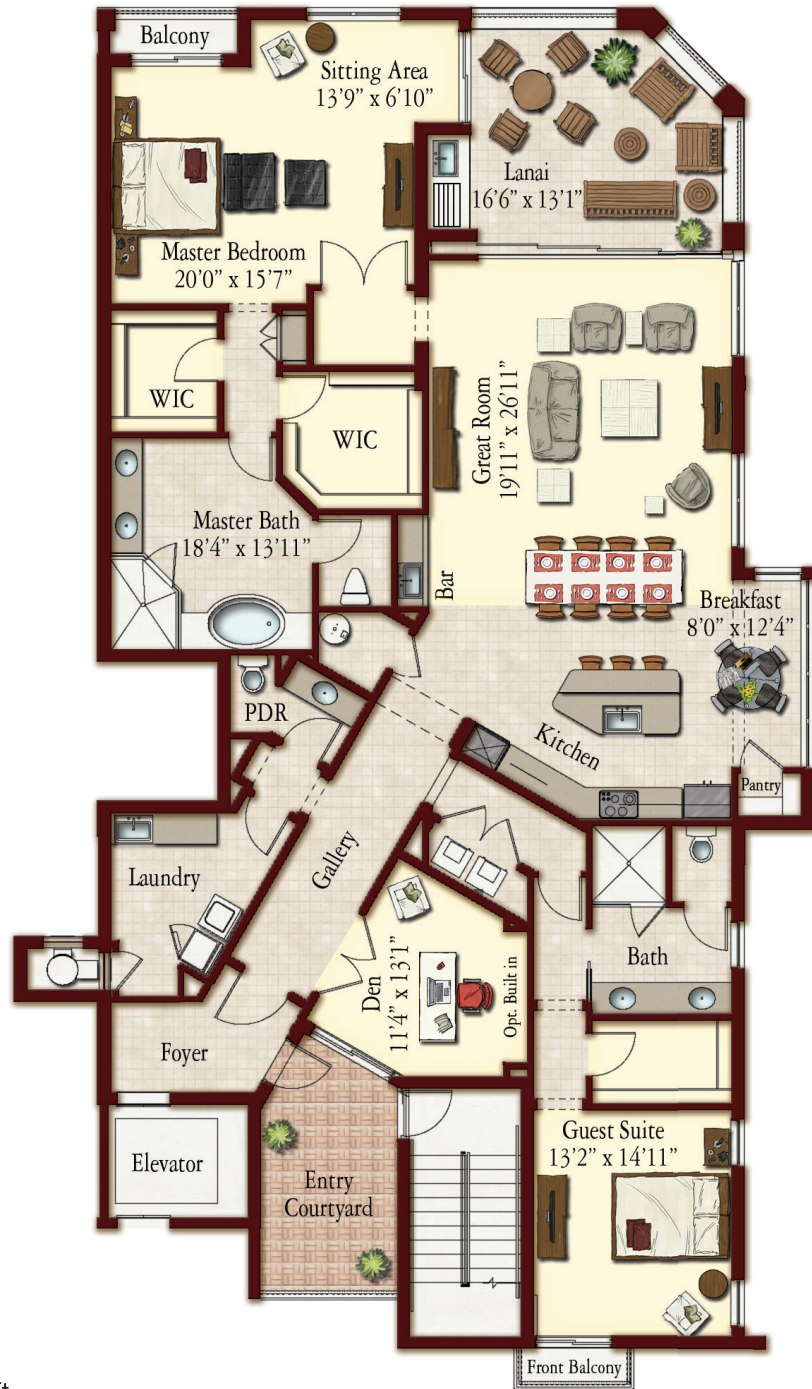 Balcony
Sitting Area
13’9” x 6’10”
Lanai
16’6” x 13’1”
Master Bedroom
20’0” x 15’7”
WIC
WIC
Great Room
19’11” x 26’11”
Master Bath
18’4” x 13’11”
Bar
Breakfast
8’0” x 12’4”
PDR
Kitchen
Pantry
Gallery
Laundry
Bath
Den
11’4” x 13’1”
Opt. Built in
Foyer
Guest Suite
13’2” x 14’11”
Elevator
Entry
Courtyard
Front Balcony